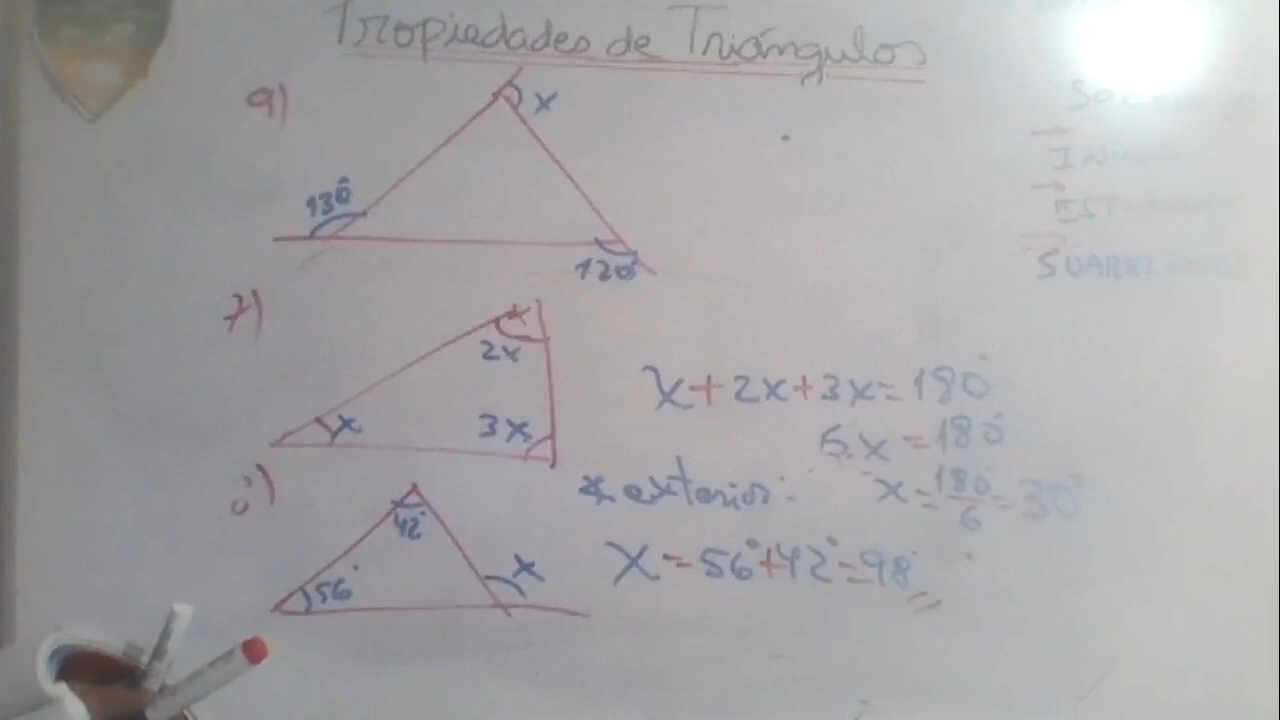 Propiedades de Triángulos
a)
x
130°
120°
7)
2x
x
3x
x+2x+3x=180°
6x=180°
x=180°/6=30°
* exterior:
42°
56°
x
x=56°+42°=98°
SUAREZ